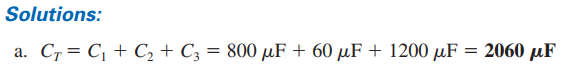 Solutions:
a. C_T = C_1 + C_2 + C_3 = 800 μF + 60 μF + 1200 μF = 2060 μF